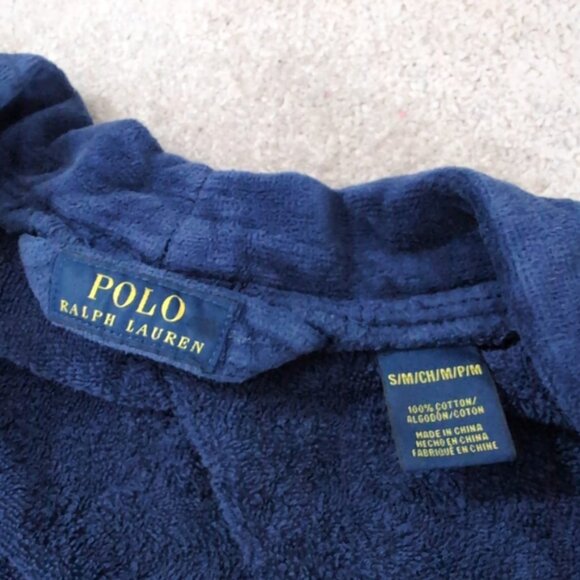 POLO
RALPH LAUREN
S/M/CH/M/P/M
100% COTTON/
ALGODÓN/COTON
MADE IN CHINA
HECHO EN CHINA
FABRIQUÉ EN CHINE